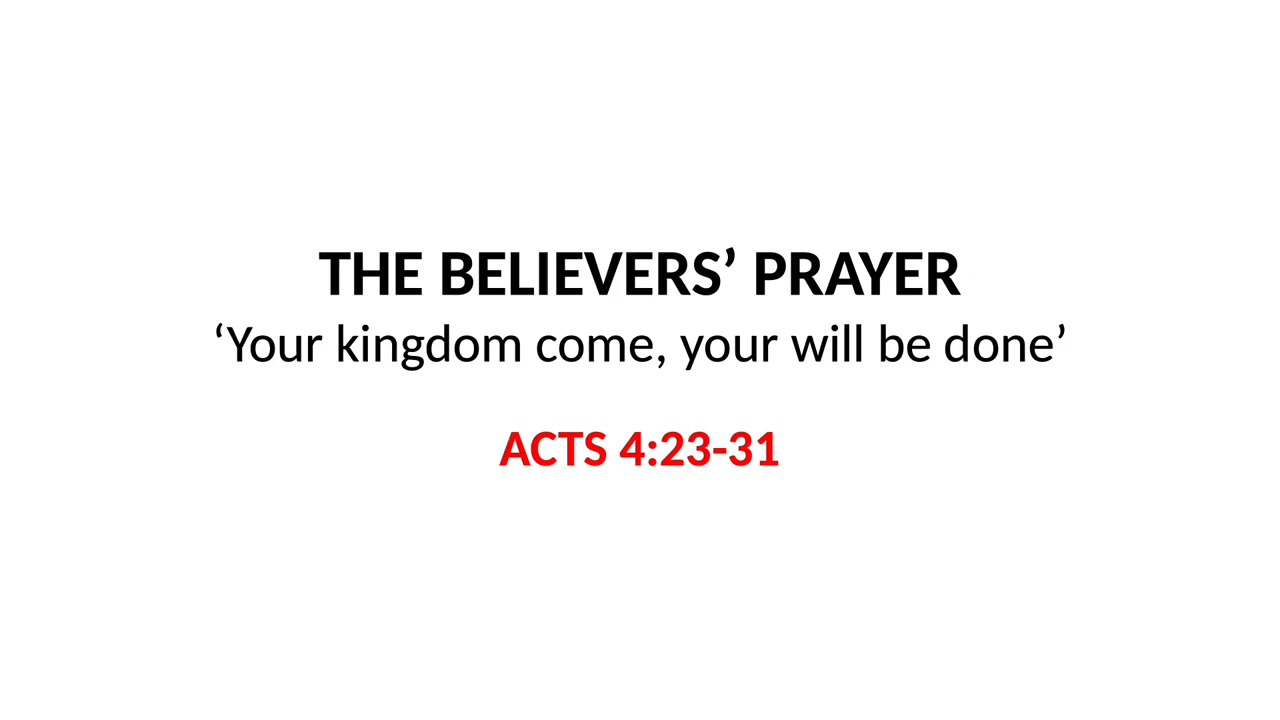 THE BELIEVERS’ PRAYER
‘Your kingdom come, your will be done’
ACTS 4:23-31